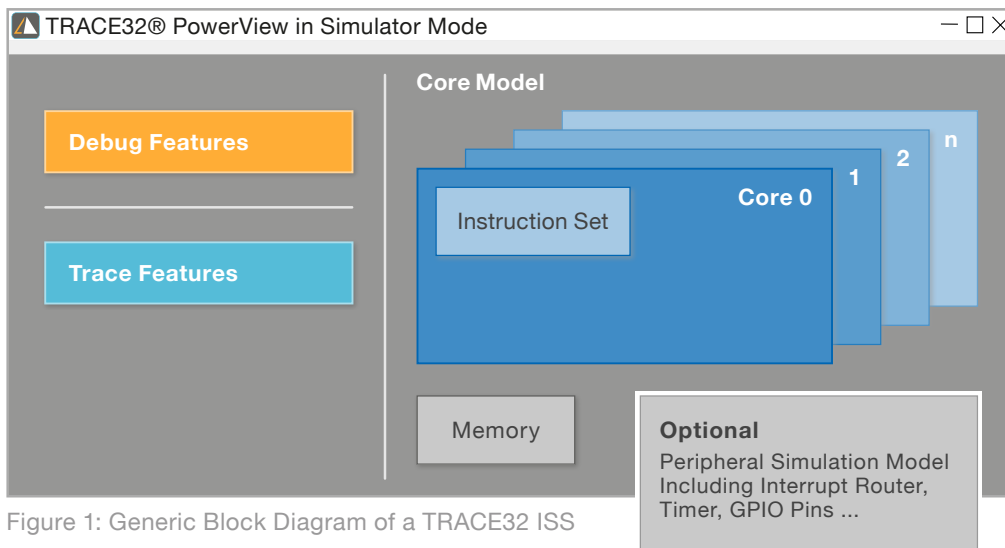 TRACE32® PowerView in Simulator Mode
Debug Features
Trace Features
Core Model
n
2
1
Core 0
Instruction Set
Memory
Optional
Peripheral Simulation Model
Including Interrupt Router,
Timer, GPIO Pins ...
Figure 1: Generic Block Diagram of a TRACE32 ISS